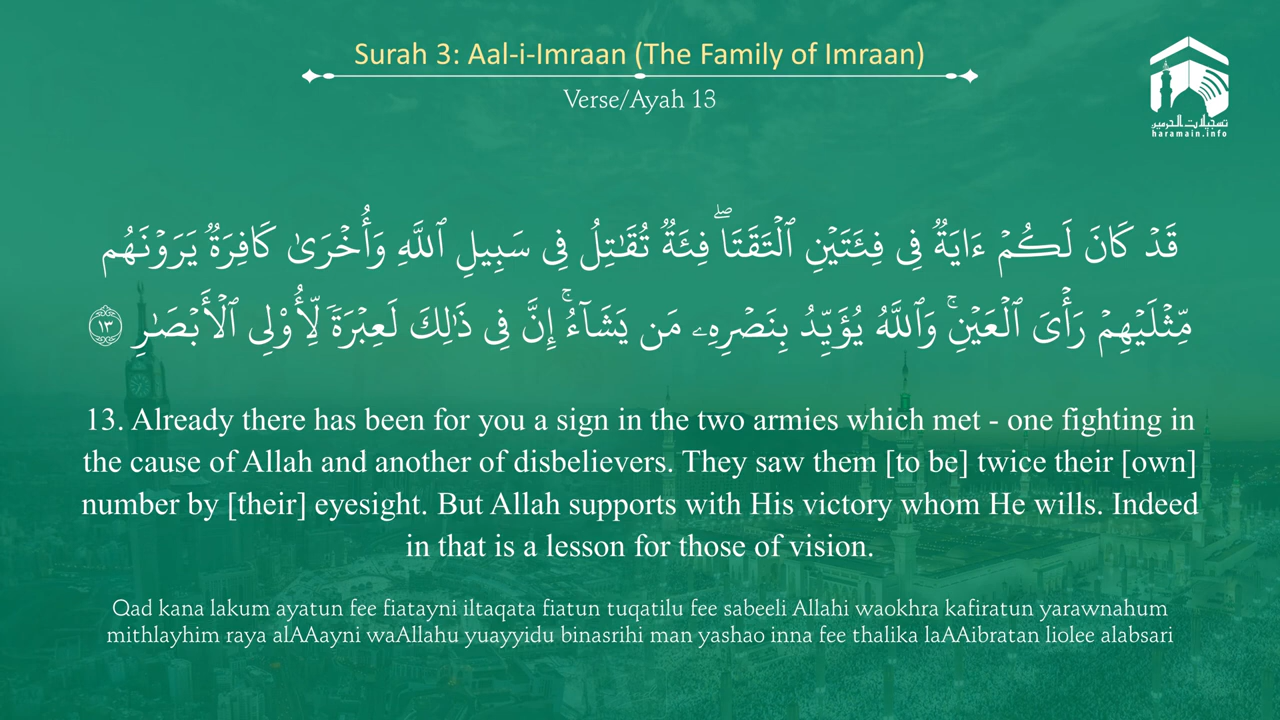 Surah 3: Aal-i-Imraan (The Family of Imraan)
Verse/Ayah 13
تسجيلات الحرمين
haramain.info
قَدْ كَانَ لَكُمْ ءَايَةٌ فِى فِئَتَيْنِ ٱلْتَقَتَا ۖ فِئَةٌ تُقَـٰتِلُ فِى سَبِيلِ ٱللَّهِ وَأُخْرَىٰ كَافِرَةٌ يَرَوْنَهُم
مِّثْلَيْهِمْ رَأْىَ ٱلْعَيْنِ ۚ وَٱللَّهُ يُؤَيِّدُ بِنَصْرِهِۦ مَن يَشَآءُ ۚ إِنَّ فِى ذَٰلِكَ لَعِبْرَةً لِّأُو۟لِى ٱلْأَبْصَـٰرِ ١٣
13. Already there has been for you a sign in the two armies which met - one fighting in
the cause of Allah and another of disbelievers. They saw them [to be] twice their [own]
number by [their] eyesight. But Allah supports with His victory whom He wills. Indeed
in that is a lesson for those of vision.
Qad kana lakum ayatun fee fiatayni iltaqata fiatun tuqatilu fee sabeeli Allahi waokhra kafiratun yarawnahum
mithlayhim raya alAAayni waAllahu yuayyidu binasrihi man yashao inna fee thalika laAAibratan liolee alabsari